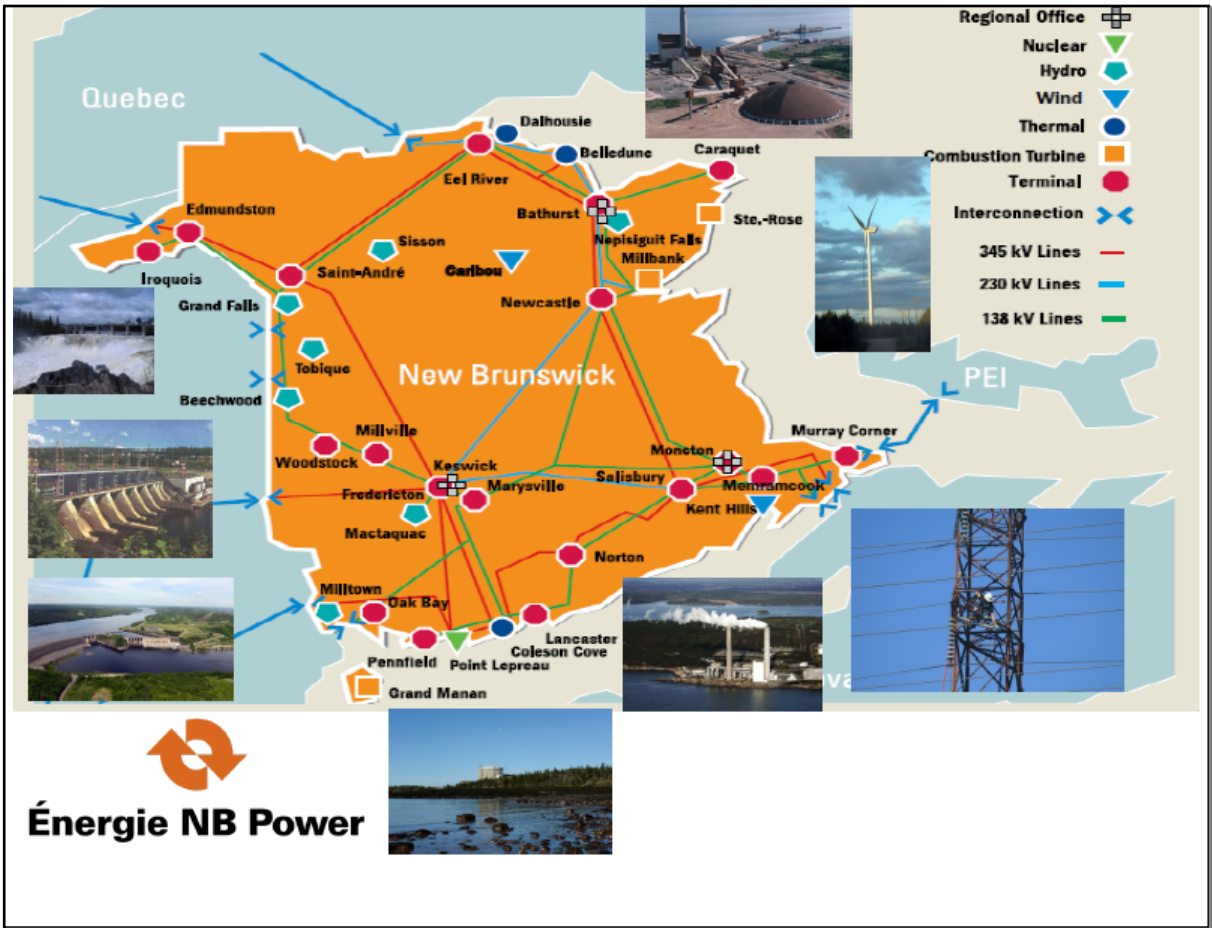 Regional Office
Nuclear
Hydro
Wind
Thermal
Combustion Turbine
Terminal
Interconnection
345 kV Lines
230 kV Lines
138 kV Lines
Quebec
Dalhousie
Belledune
Caraquet
Eel River
Edmundston
Bathurst
Ste.-Rose
Sisson
Nepisiguit Falls
Iroquois
Saint-André
Caribou
Millbank
Grand Falls
Newcastle
Tobique
New Brunswick
PEI
Beechwood
Millville
Murray Corner
Woodstock
Keswick
Moncton
Salisbury
Fredericton
Marysville
Memramcook
Kent Hills
Mactaquac
Norton
Milltown
Oak Bay
Lancaster
Coleson Cove
Pennfield
Point Lepreau
Grand Manan
Énergie NB Power